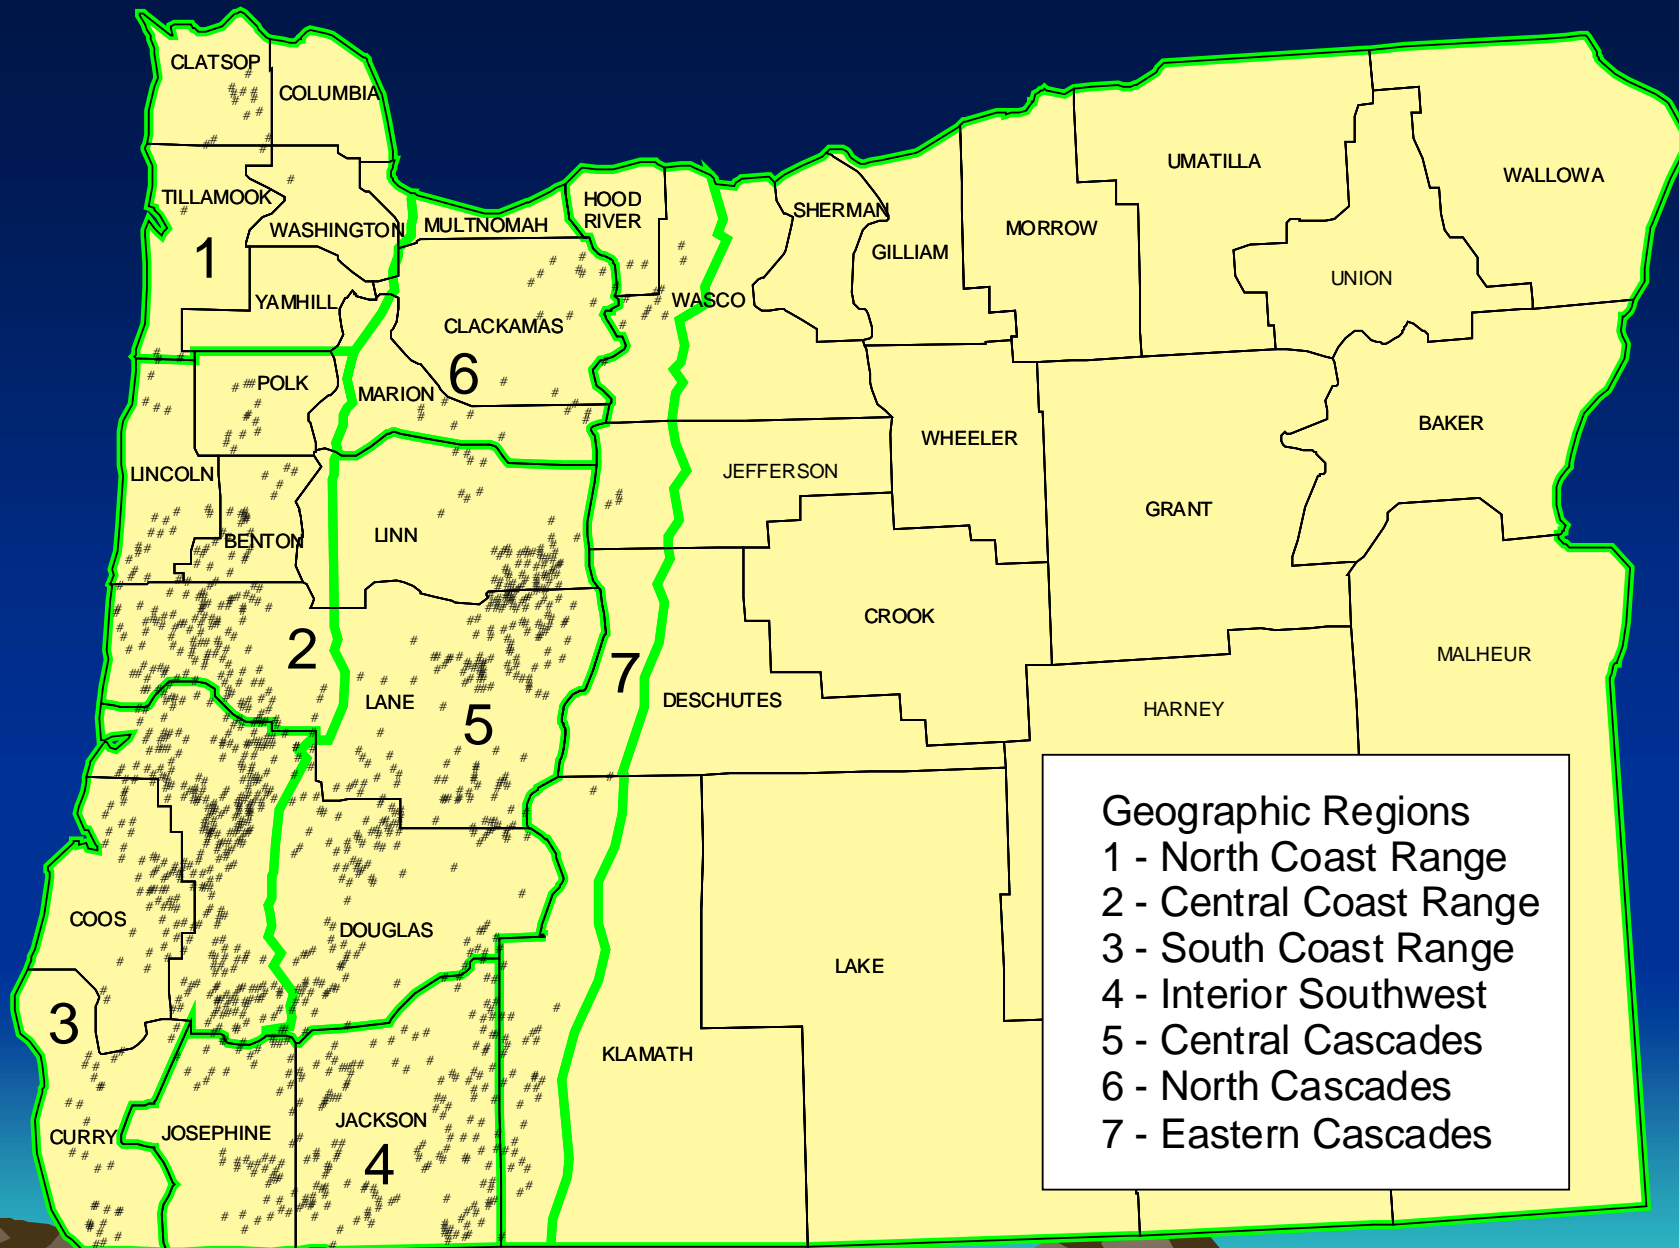 CLATSOP
COLUMBIA
TILLAMOOK
WASHINGTON
MULTNOMAH
HOOD
RIVER
SHERMAN
GILLIAM
MORROW
UMATILLA
WALLOWA
UNION
1
YAMHILL
WASCO
CLACKAMAS
6
POLK
MARION
BAKER
WHEELER
LINCOLN
JEFFERSON
GRANT
BENTON
LINN
CROOK
2
7
MALHEUR
LANE
DESCHUTES
HARNEY
5
COOS
DOUGLAS
LAKE
3
KLAMATH
CURRY
JOSEPHINE
JACKSON
4
Geographic Regions
1 - North Coast Range
2 - Central Coast Range
3 - South Coast Range
4 - Interior Southwest
5 - Central Cascades
6 - North Cascades
7 - Eastern Cascades